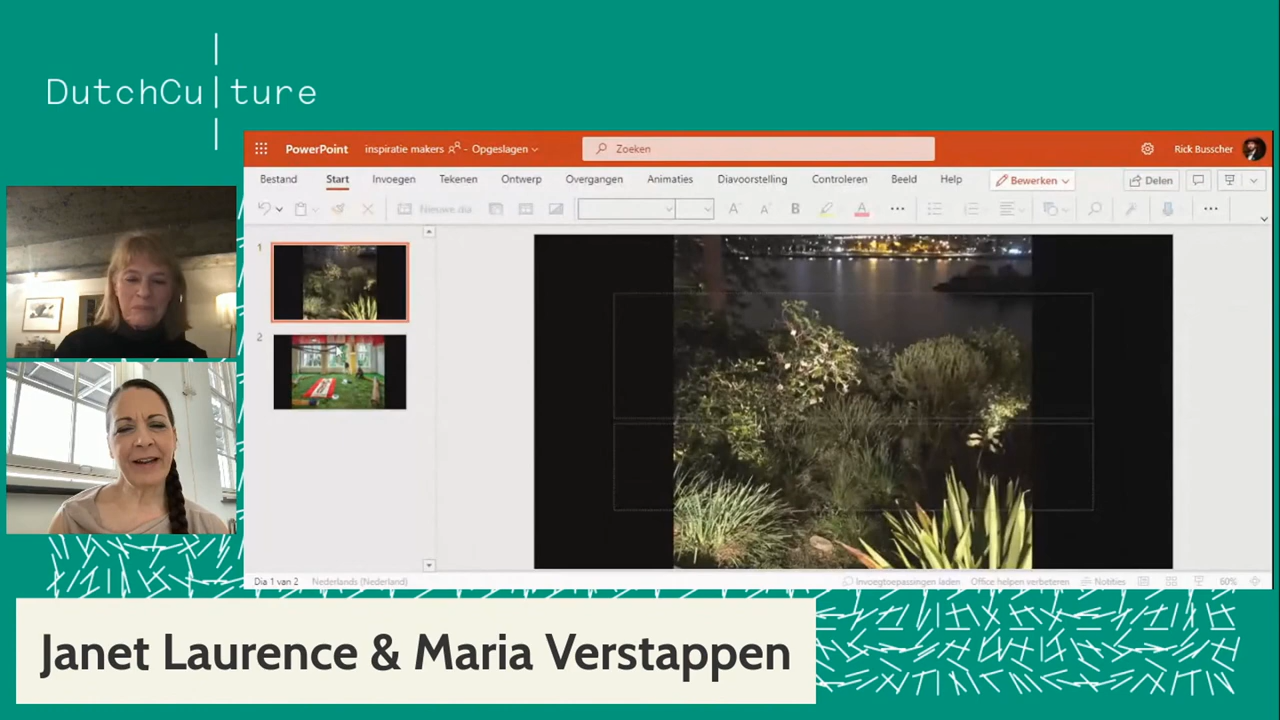 DutchCulture
PowerPoint inspiratie makers - Opgeslagen Zoeken Rick Busscher
Bestand Start Invoegen Tekenen Ontwerp Overgangen Animaties Diavoorstelling Controleren Beeld Help Bewerken Delen
Nieuwe dia B A
1
2
Dia 1 van 2 Nederlands (Nederland) Invoegtoepassingen laden Office helpen verbeteren Notities 60%
Janet Laurence & Maria Verstappen